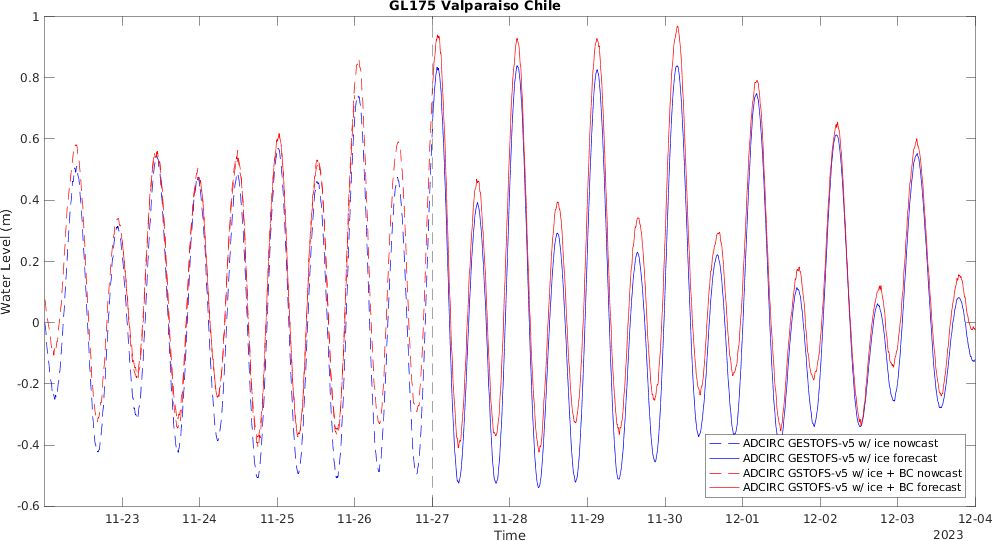 GL175 Valparaiso Chile
1
0.8
0.6
0.4
0.2
0
-0.2
-0.4
-0.6
Water Level (m)
ADCIRC GESTOFS-v5 w/ ice nowcast
ADCIRC GESTOFS-v5 w/ ice forecast
ADCIRC GSTOFS-v5 w/ ice + BC nowcast
ADCIRC GSTOFS-v5 w/ ice + BC forecast
11-23 11-24 11-25 11-26 11-27 11-28 11-29 11-30 12-01 12-02 12-03 12-04
Time
2023